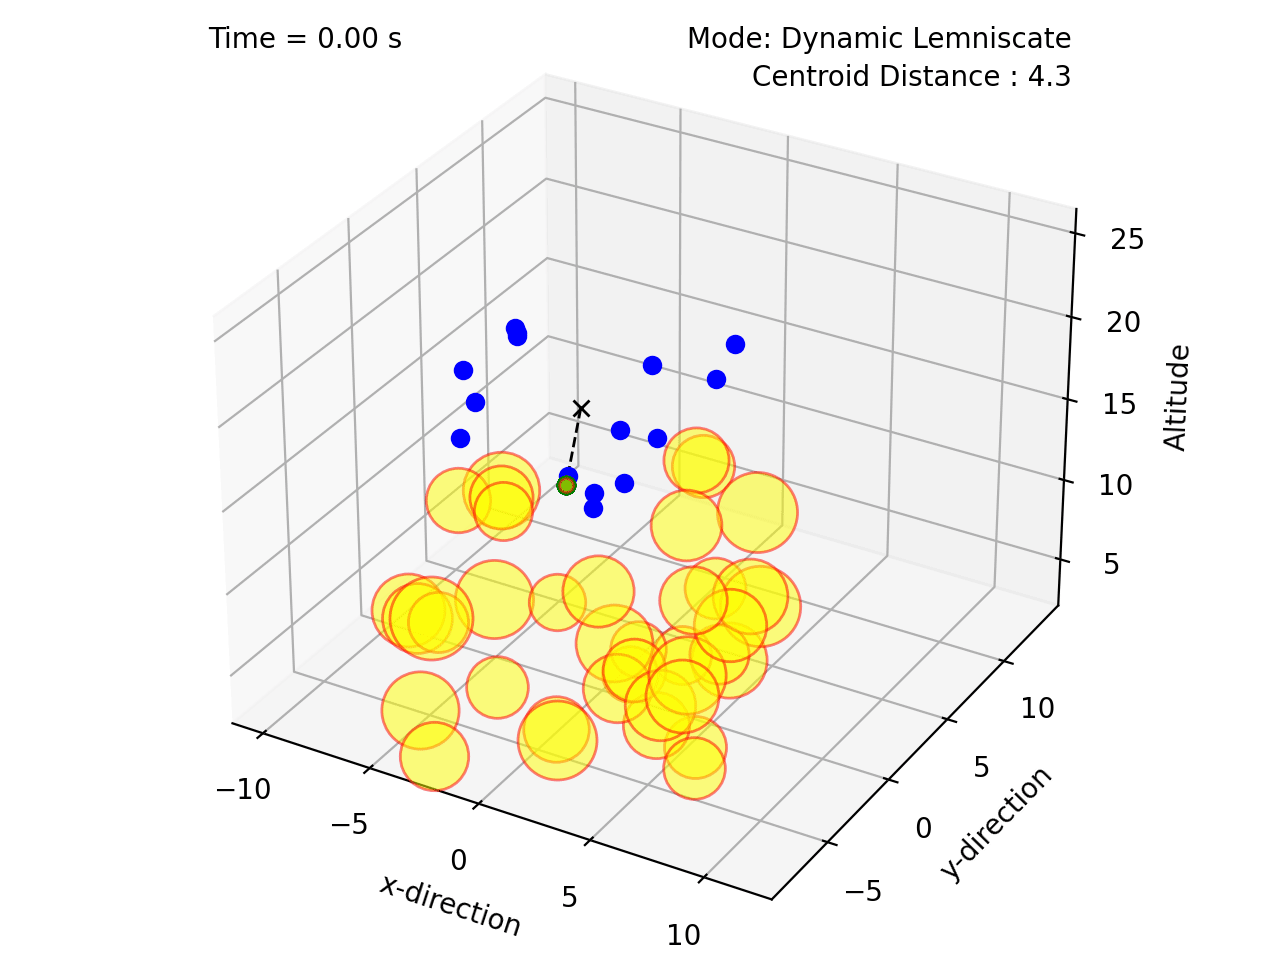 Time = 0.00 s
Mode: Dynamic Lemniscate
Centroid Distance : 4.3
25
20
15
10
5
Altitude
10
5
0
−5
y-direction
−10
−5
0
5
10
x-direction